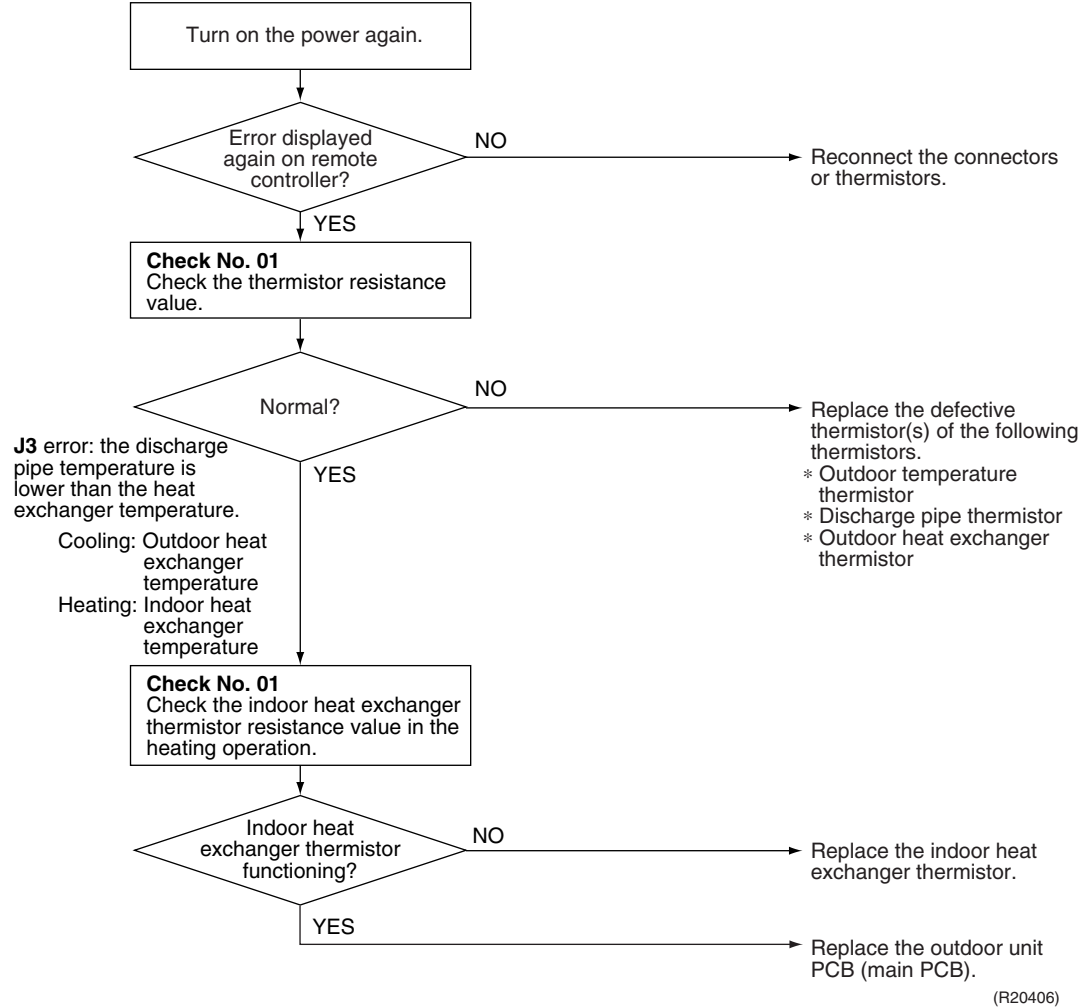 Turn on the power again.
Error displayed
again on remote
controller?
NO
Reconnect the connectors
or thermistors.
YES
Check No. 01
Check the thermistor resistance
value.
Normal?
NO
Replace the defective
thermistor(s) of the following
thermistors.
∗ Outdoor temperature
thermistor
∗ Discharge pipe thermistor
∗ Outdoor heat exchanger
thermistor
J3 error: the discharge
pipe temperature is
lower than the heat
exchanger temperature.
Cooling: Outdoor heat
exchanger
temperature
Heating: Indoor heat
exchanger
temperature
YES
Check No. 01
Check the indoor heat exchanger
thermistor resistance value in the
heating operation.
Indoor heat
exchanger thermistor
functioning?
NO
Replace the indoor heat
exchanger thermistor.
YES
Replace the outdoor unit
PCB (main PCB).
(R20406)